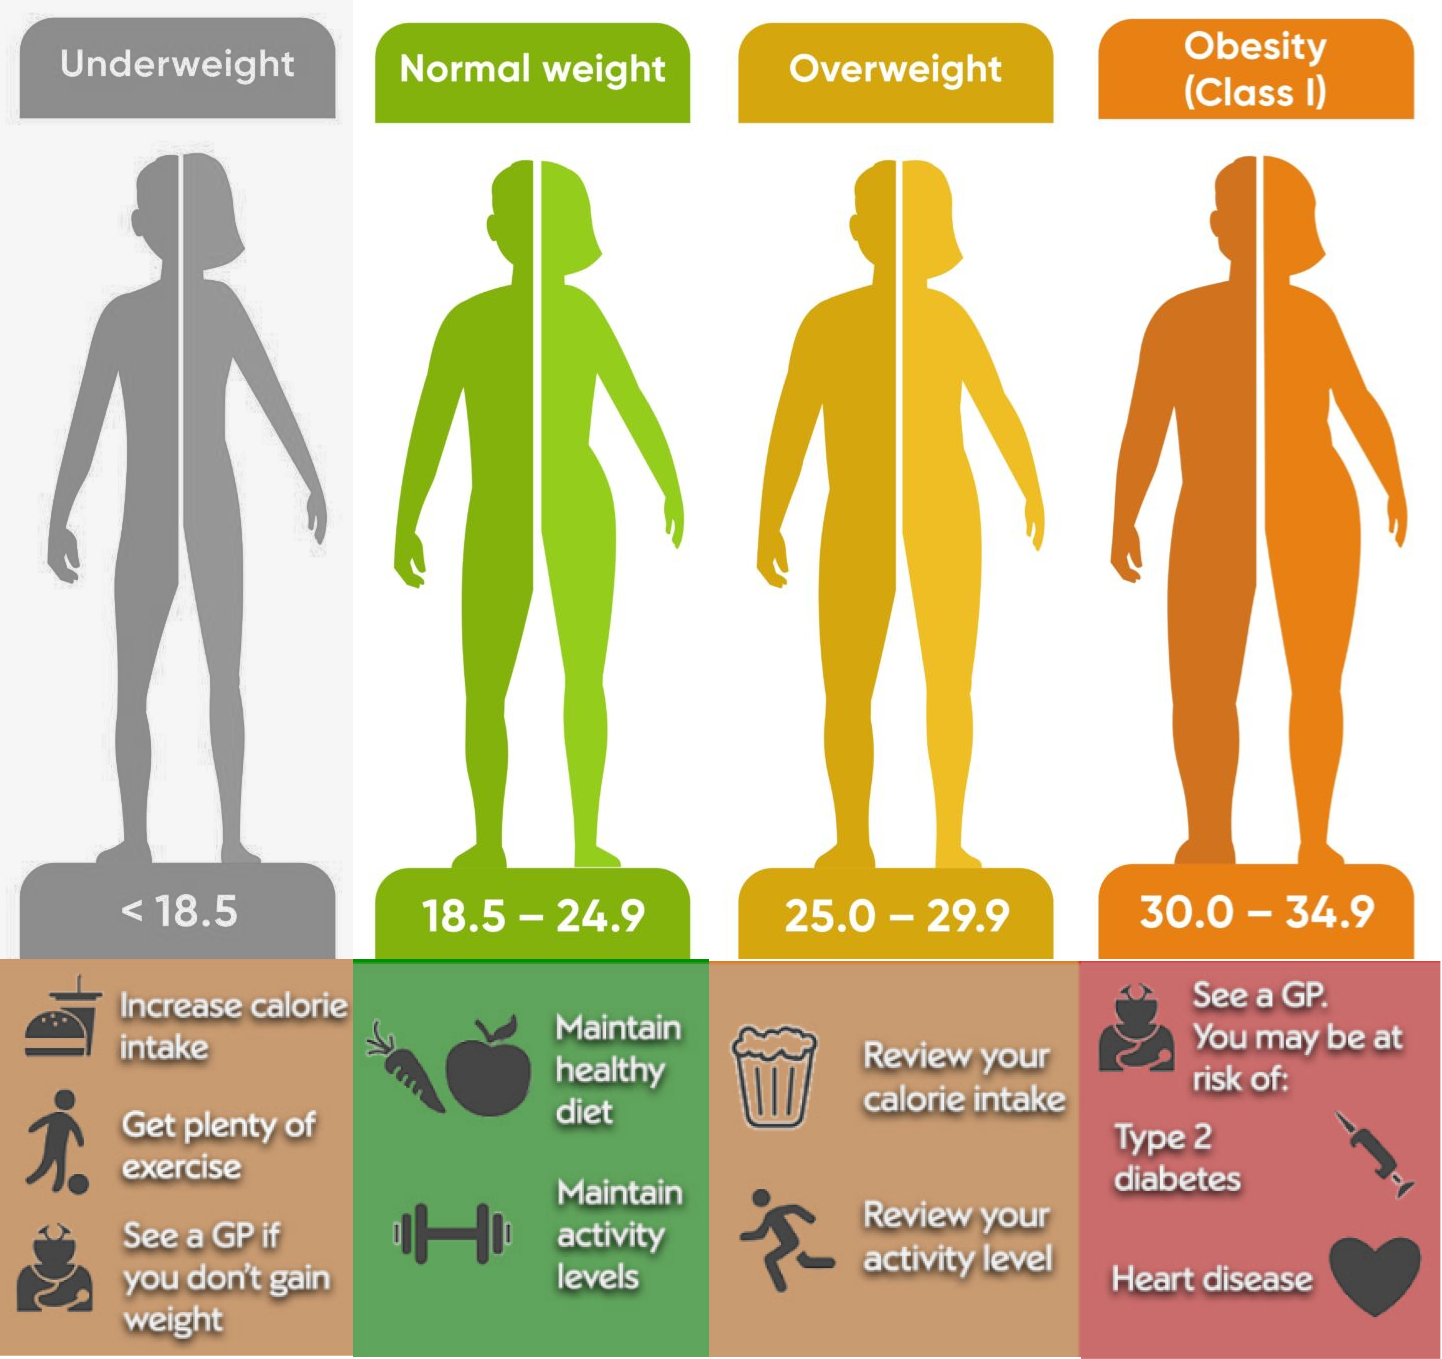 Underweight
< 18.5
Increase calorie
intake
Get plenty of
exercise
See a GP if
you don't gain
weight
Normal weight
18.5 – 24.9
Maintain
healthy
diet
Maintain
activity
levels
Overweight
25.0 – 29.9
Review your
calorie intake
Review your
activity level
Obesity
(Class I)
30.0 – 34.9
See a GP.
You may be at
risk of:
Type 2
diabetes
Heart disease